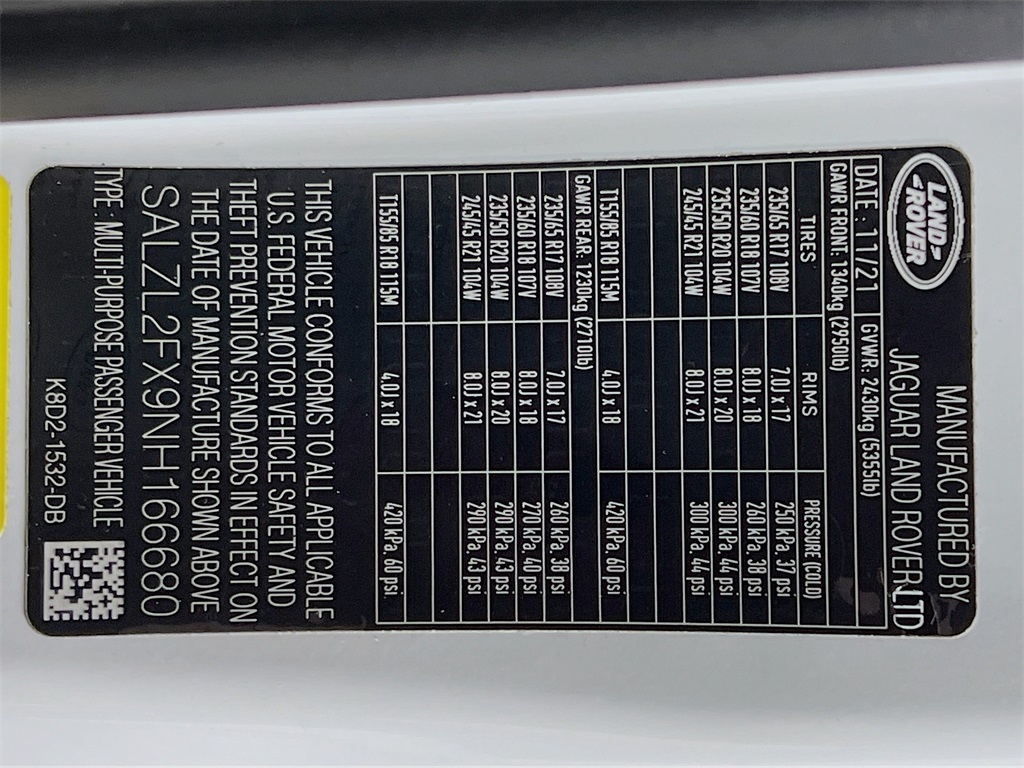 LAND-
-ROVER
MANUFACTURED BY
JAGUAR LAND ROVER LTD
DATE: 11/21 GVWR: 2430kg (5355lb)
GAWR FRONT: 1340kg (2950lb)
TIRES RIMS PRESSURE (COLD)
235/65 R17 108V 7.0J x 17 250 KPa, 37 psi
235/60 R18 107V 8.0J x 18 260 KPa, 38 psi
235/50 R20 104W 8.0J x 20 300 KPa, 44 psi
245/45 R21 104W 8.0J x 21 300 KPa, 44 psi
T155/85 R18 115M 4.0J x 18 420 KPa, 60 psi
GAWR REAR: 1230kg (2710lb)
235/65 R17 108V 7.0J x 17 260 KPa, 38 psi
235/60 R18 107V 8.0J x 18 270 KPa, 40 psi
235/50 R20 104W 8.0J x 20 290 KPa, 43 psi
245/45 R21 104W 8.0J x 21 290 KPa, 43 psi
T155/85 R18 115M 4.0J x 18 420 KPa, 60 psi
THIS VEHICLE CONFORMS TO ALL APPLICABLE
U.S. FEDERAL MOTOR VEHICLE SAFETY AND
THEFT PREVENTION STANDARDS IN EFFECT ON
THE DATE OF MANUFACTURE SHOWN ABOVE
SALZL2FX9NH166680
TYPE: MULTI-PURPOSE PASSENGER VEHICLE
K8D2-1532-DB